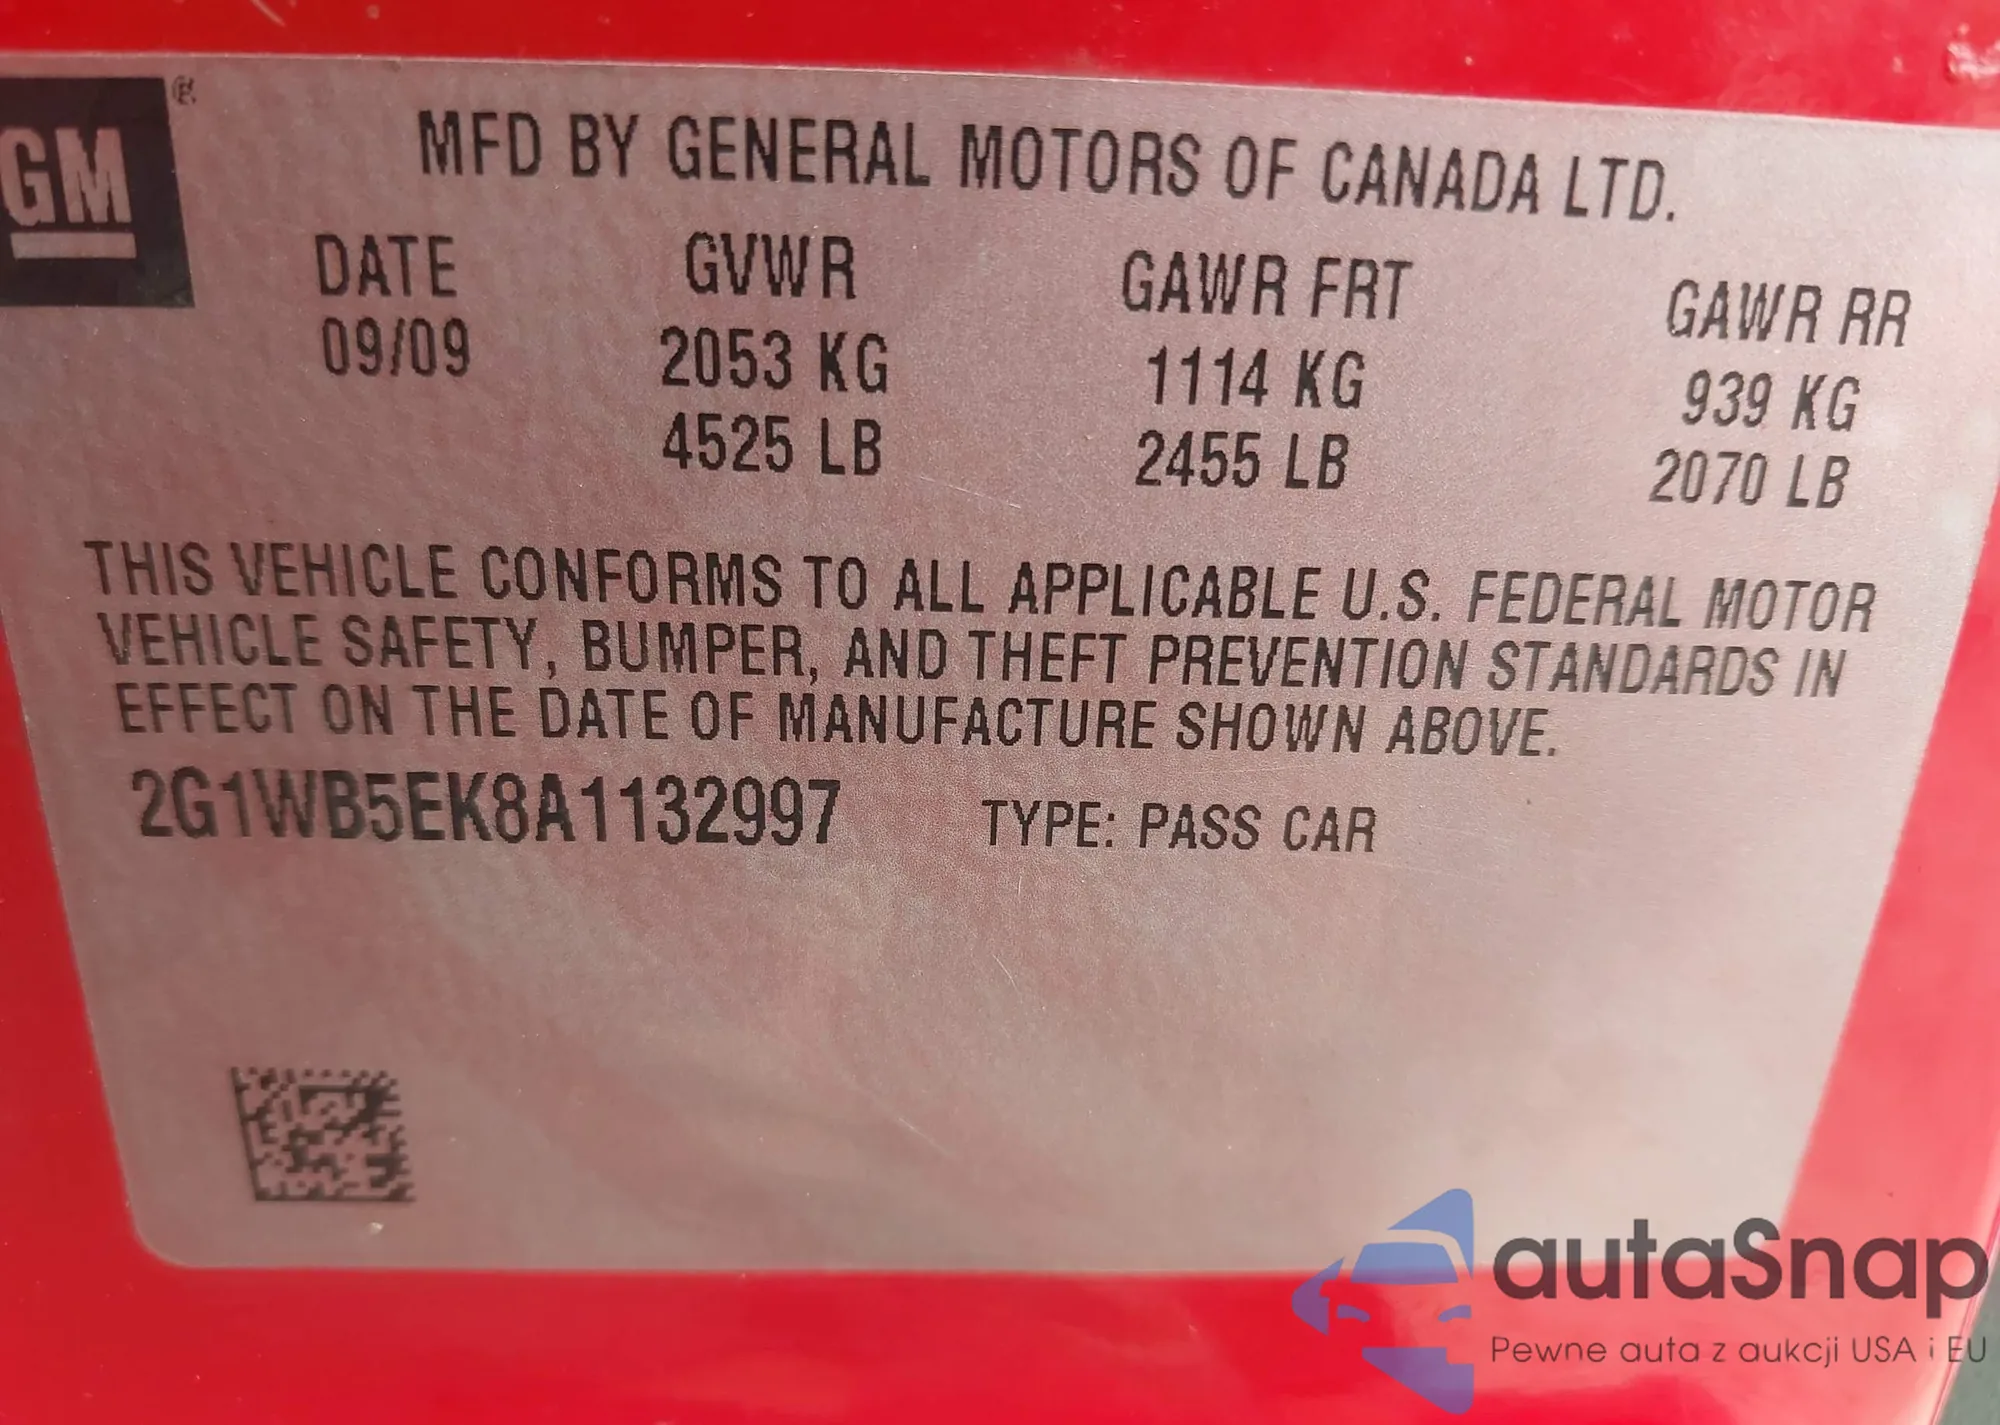 GM ®
MFD BY GENERAL MOTORS OF CANADA LTD.
DATE GVWR GAWR FRT GAWR RR
09/09 2053 KG 1114 KG 939 KG
4525 LB 2455 LB 2070 LB
THIS VEHICLE CONFORMS TO ALL APPLICABLE U.S. FEDERAL MOTOR
VEHICLE SAFETY, BUMPER, AND THEFT PREVENTION STANDARDS IN
EFFECT ON THE DATE OF MANUFACTURE SHOWN ABOVE.
2G1WB5EK8A1132997 TYPE: PASS CAR
autaSnap
Pewne auta z aukcji USA i EU